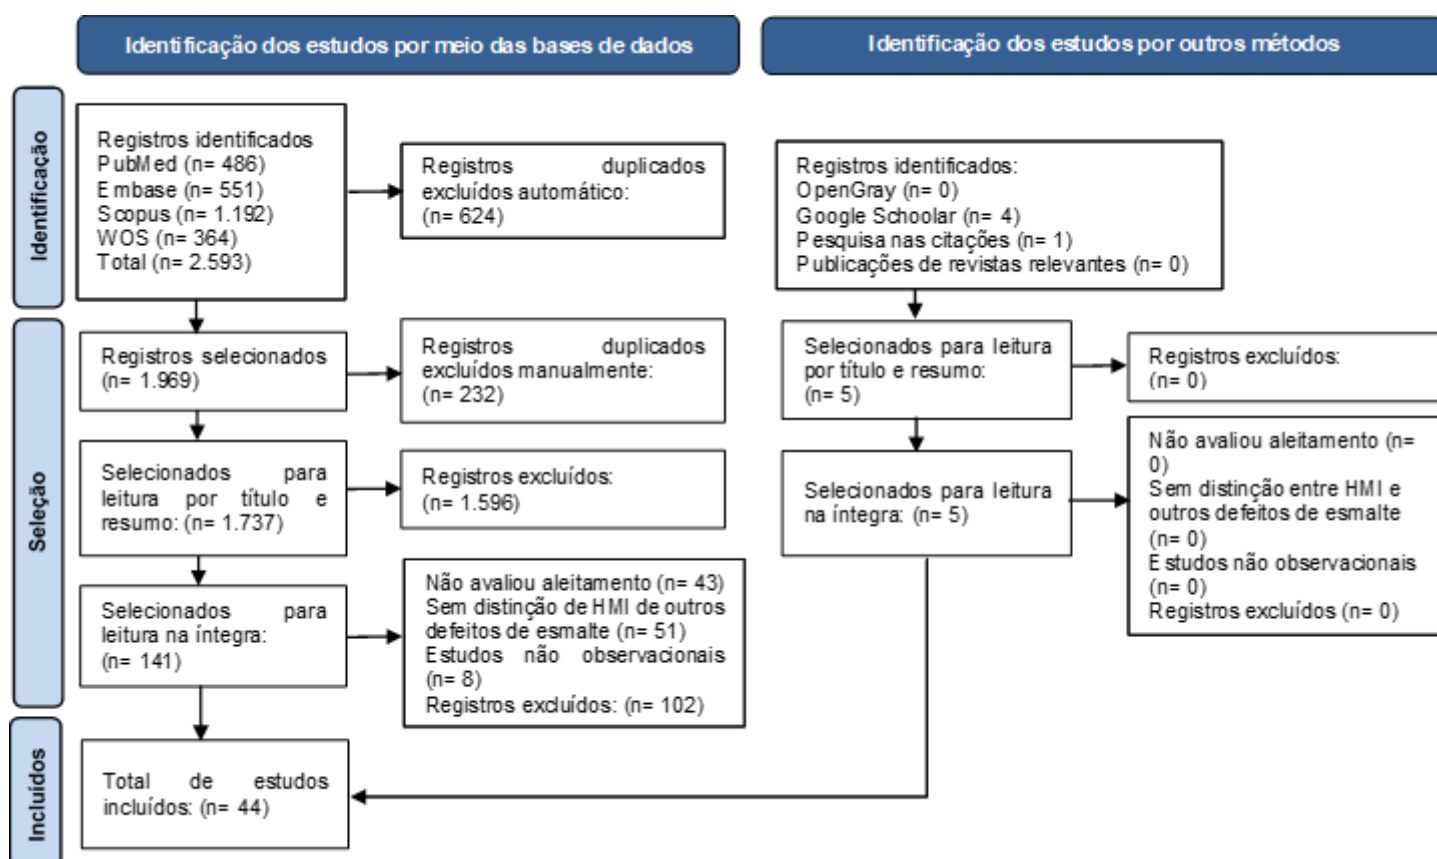 Identificação dos estudos por meio das bases de dados
Identificação dos estudos por outros métodos
Identificação
Registros identificados
PubMed (n= 486)
Embase (n= 551)
Scopus (n= 1.192)
WOS (n= 364)
Total (n= 2.593)
Registros duplicados
excluídos automático:
(n= 624)
Registros identificados:
OpenGray (n= 0)
Google Schoolar (n= 4)
Pesquisa nas citações (n= 1)
Publicações de revistas relevantes (n= 0)
Seleção
Registros selecionados
(n= 1.969)
Registros duplicados
excluídos manualmente:
(n= 232)
Selecionados para leitura
por título e resumo:
(n= 5)
Registros excluídos:
(n= 0)
Selecionados para
leitura por título e
resumo: (n= 1.737)
Registros excluídos:
(n= 1.596)
Selecionados para leitura
na íntegra: (n= 5)
Não avaliou aleitamento (n=
0)
Sem distinção entre HMI e
outros defeitos de esmalte
(n= 0)
Estudos não observacionais
(n= 0)
Registros excluídos (n= 0)
Selecionados para
leitura na íntegra:
(n= 141)
Não avaliou aleitamento (n= 43)
Sem distinção de HMI de outros
defeitos de esmalte (n= 51)
Estudos não observacionais
(n= 8)
Registros excluídos: (n= 102)
Incluídos
Total de estudos
incluídos: (n= 44)